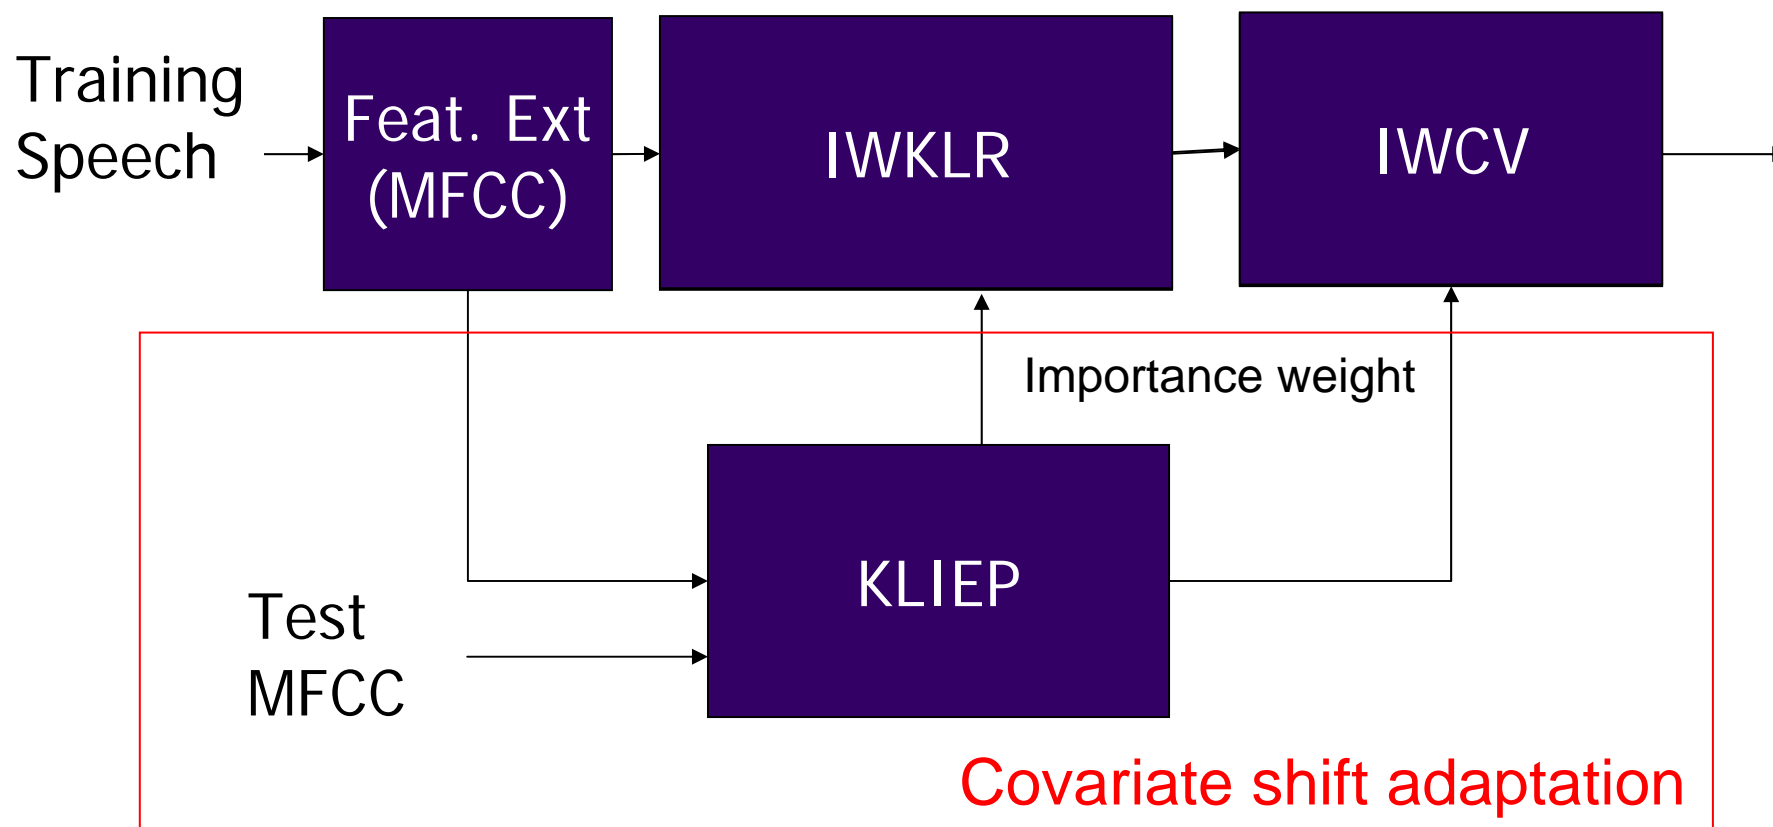 Training
Speech
Feat. Ext
(MFCC)
IWKLR
IWCV
Importance weight
KLIEP
Test
MFCC
Covariate shift adaptation